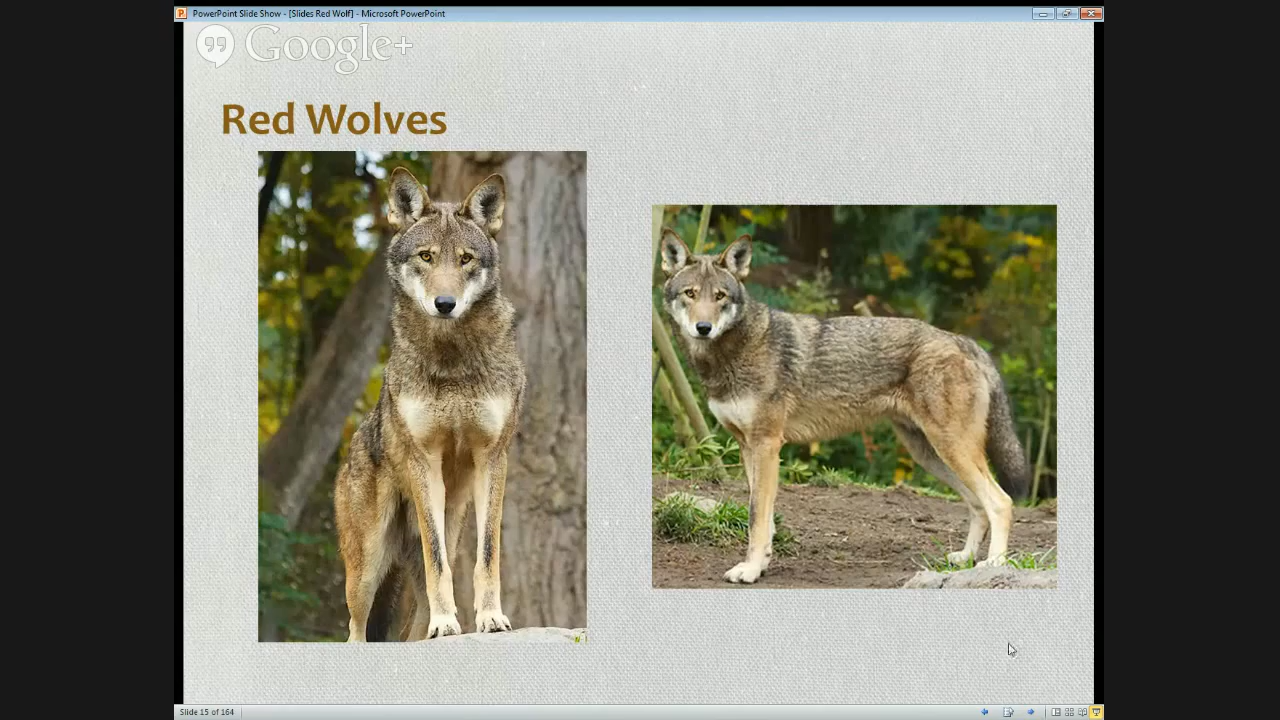 PowerPoint Slide Show - [Slides Red Wolf] - Microsoft PowerPoint
Google+
Red Wolves
Slide 15 of 164